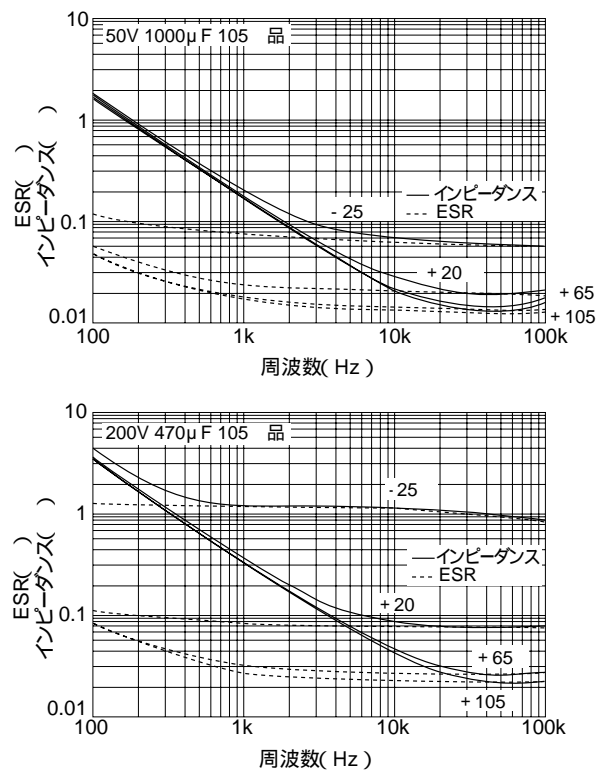 10
50V 1000μF 105 品
1
ESR( )
インピーダンス( )
インピーダンス
ESR
- 25
0.1
+ 20
+ 65
0.01
+ 105
100
1k
10k
100k
周波数( Hz )
10
200V 470μF 105 品
- 25
1
ESR( )
インピーダンス( )
インピーダンス
ESR
+ 20
0.1
+ 65
+ 105
0.01
100
1k
10k
100k
周波数( Hz )